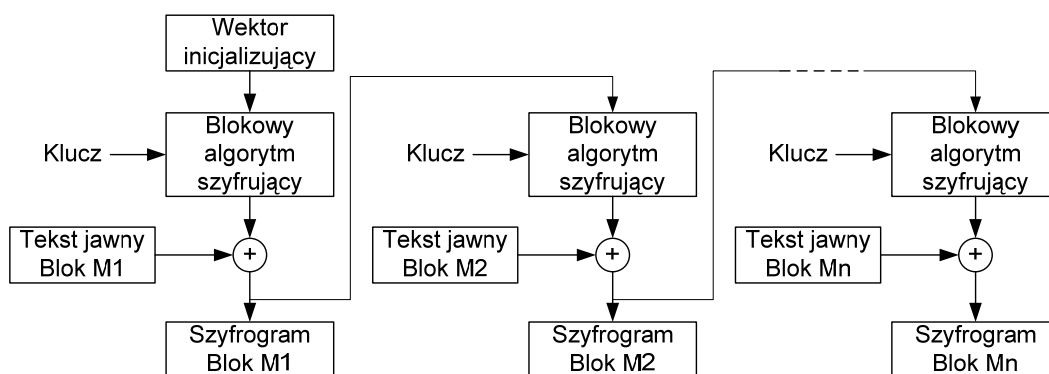 Wektor
inicjalizujący
Klucz
Blokowy
algorytm
szyfrujący
Klucz
Blokowy
algorytm
szyfrujący
Klucz
Blokowy
algorytm
szyfrujący
Tekst jawny
Blok M1
+
Tekst jawny
Blok M2
+
Tekst jawny
Blok Mn
+
Szyfrogram
Blok M1
Szyfrogram
Blok M2
Szyfrogram
Blok Mn